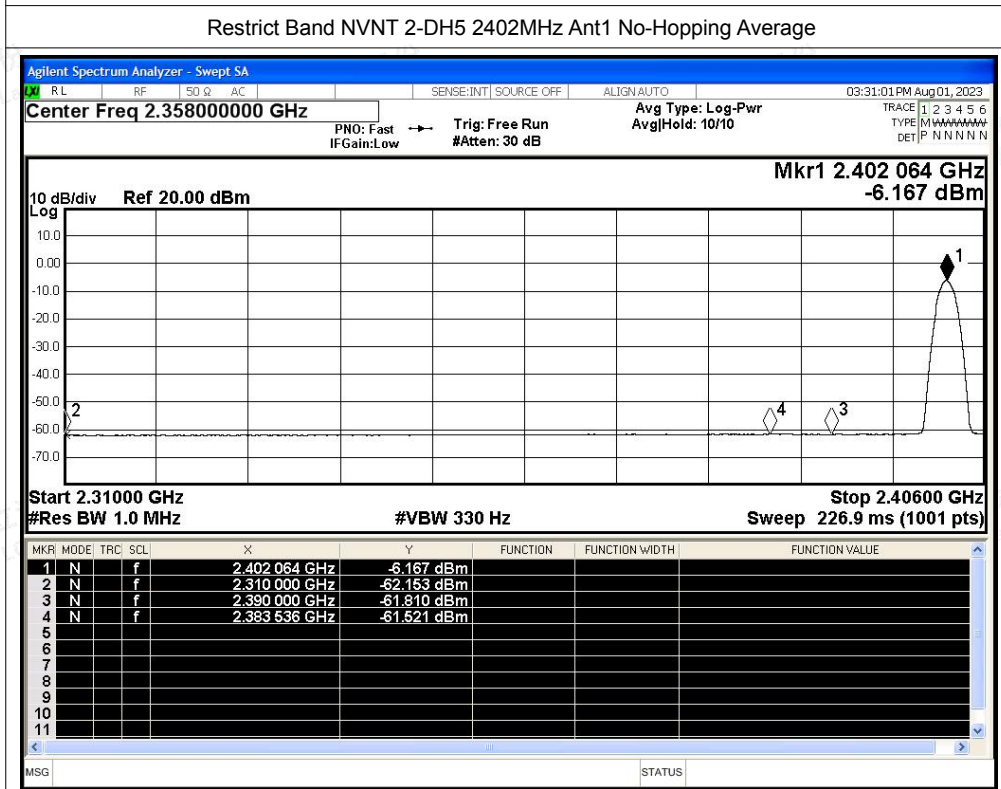 Restrict Band NVNT 2-DH5 2402MHz Ant1 No-Hopping Average
Agilent Spectrum Analyzer - Swept SA
LXI RL RF 50 Ω AC SENSE:INT SOURCE OFF ALIGN AUTO 03:31:01 PM Aug 01, 2023
Center Freq 2.358000000 GHz Avg Type: Log-Pwr TRACE 1 2 3 4 5 6
PNO: Fast Trig: Free Run Avg|Hold: 10/10 TYPE M WWWWW
IFGain:Low #Atten: 30 dB DET P N N N N N
Mkr1 2.402 064 GHz
10 dB/div Ref 20.00 dBm -6.167 dBm
Log
10.0
0.00
1
-10.0
-20.0
-30.0
-40.0
-50.0
2 4 3
-60.0
-70.0
Start 2.31000 GHz Stop 2.40600 GHz
#Res BW 1.0 MHz #VBW 330 Hz Sweep 226.9 ms (1001 pts)
MKR MODE TRC SCL X Y FUNCTION FUNCTION WIDTH FUNCTION VALUE
1 N f 2.402 064 GHz -6.167 dBm
2 N f 2.310 000 GHz -62.153 dBm
3 N f 2.390 000 GHz -61.810 dBm
4 N f 2.383 536 GHz -61.521 dBm
5
6
7
8
9
10
11
MSG STATUS